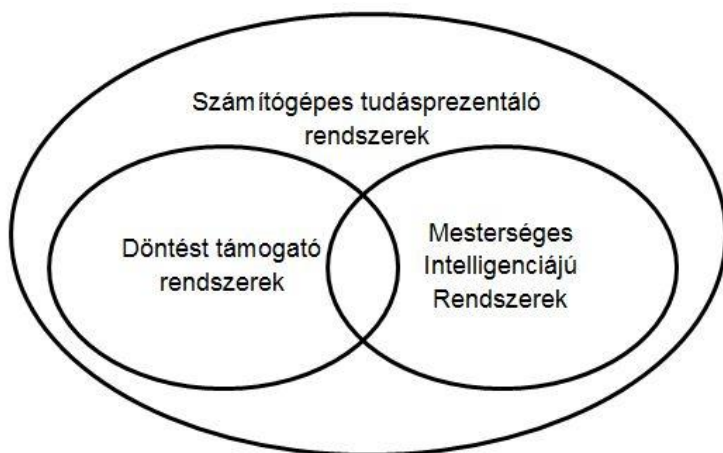 Számítógépes tudásprezentáló
rendszerek
Döntést támogató
rendszerek
Mesterséges
Intelligenciájú
Rendszerek